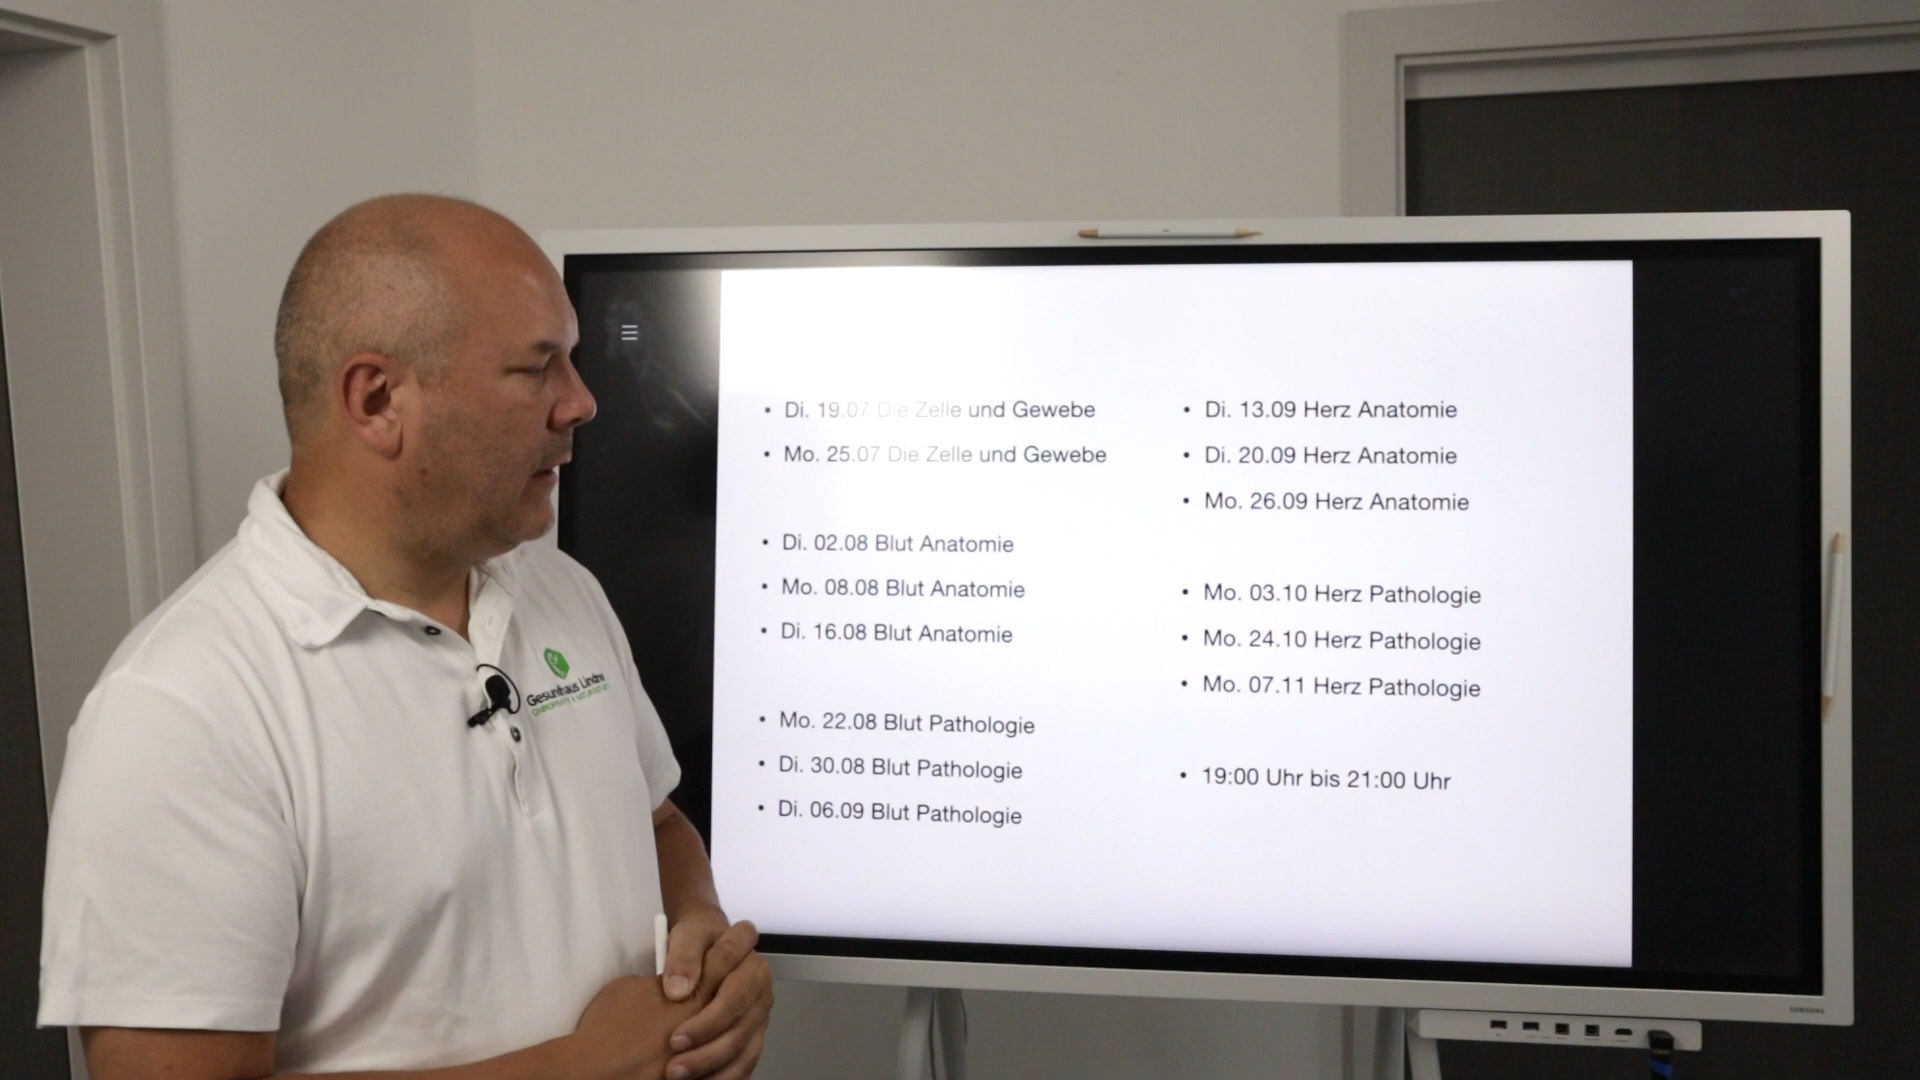 Di. 19.07 Die Zelle und Gewebe
Mo. 25.07 Die Zelle und Gewebe
Di. 02.08 Blut Anatomie
Mo. 08.08 Blut Anatomie
Di. 16.08 Blut Anatomie
Mo. 22.08 Blut Pathologie
Di. 30.08 Blut Pathologie
Di. 06.09 Blut Pathologie
Di. 13.09 Herz Anatomie
Di. 20.09 Herz Anatomie
Mo. 26.09 Herz Anatomie
Mo. 03.10 Herz Pathologie
Mo. 24.10 Herz Pathologie
Mo. 07.11 Herz Pathologie
19:00 Uhr bis 21:00 Uhr
Gesundhaus Lindner
SAMSUNG